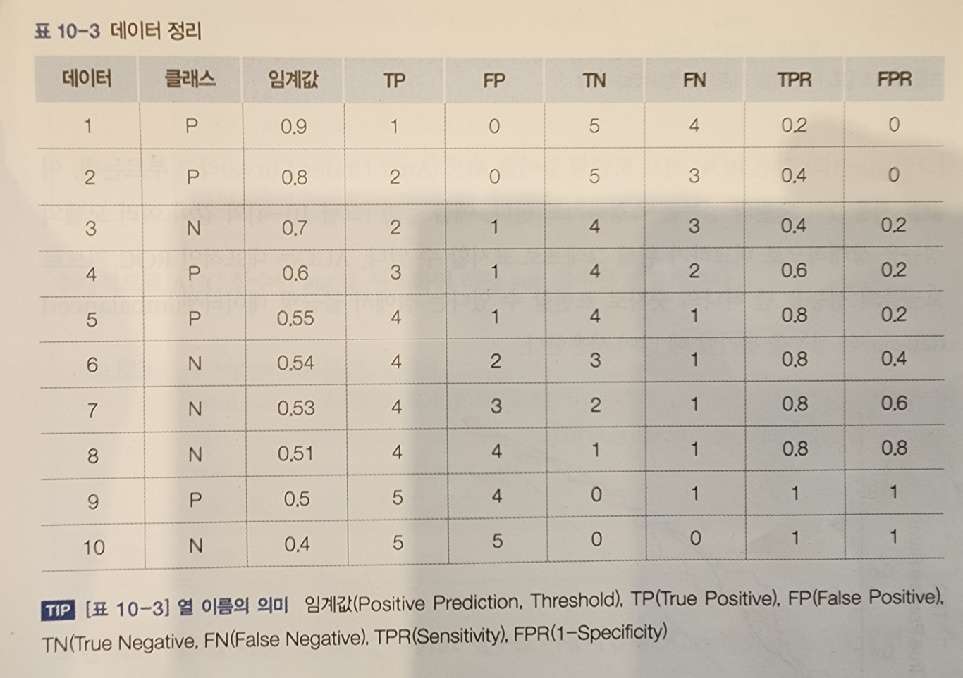 표 10-3 데이터 정리
데이터 클래스 임계값 TP FP TN FN TPR FPR
1 P 0.9 1 0 5 4 0.2 0
2 P 0.8 2 0 5 3 0.4 0
3 N 0.7 2 1 4 3 0.4 0.2
4 P 0.6 3 1 4 2 0.6 0.2
5 P 0.55 4 1 4 1 0.8 0.2
6 N 0.54 4 2 3 1 0.8 0.4
7 N 0.53 4 3 2 1 0.8 0.6
8 N 0.51 4 4 1 1 0.8 0.8
9 P 0.5 5 4 0 1 1 1
10 N 0.4 5 5 0 0 1 1
TIP [표 10-3] 열 이름의 의미 임계값(Positive Prediction, Threshold), TP(True Positive), FP(False Positive),
TN(True Negative, FN(False Negative), TPR(Sensitivity), FPR(1-Specificity)